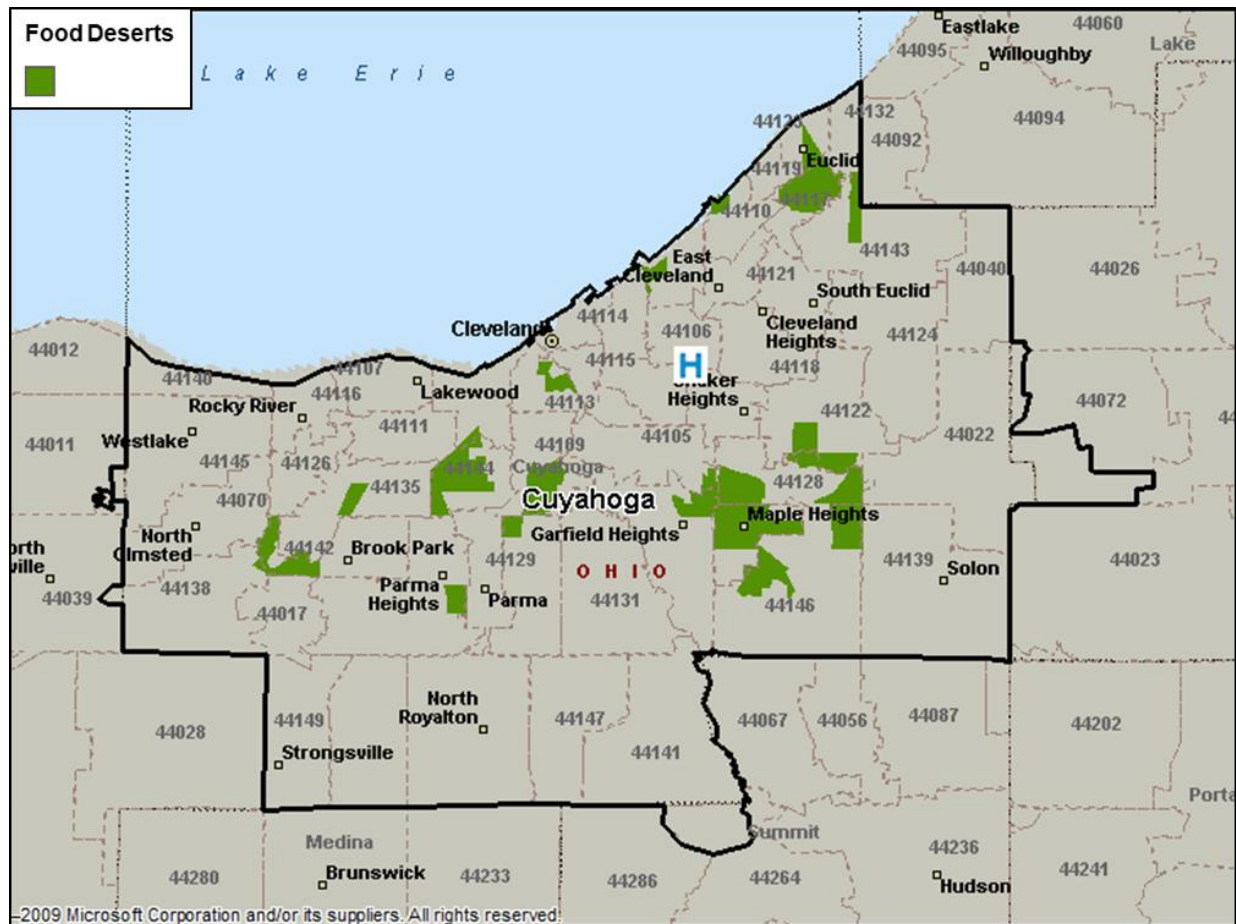 Food Deserts
Lake Erie
Eastlake
44060
44095
Lake
Willoughby
44132
44094
44092
44123
Euclid
44119
44117
44110
44143
East
Cleveland
44121
44040
44026
South Euclid
44114
Cleveland
44106
Cleveland
Heights
44124
44012
44115
H
44118
44107
44140
44116
Lakewood
44113
Shaker
Heights
44072
Rocky River
44111
44122
44011
Westlake
44109
44105
44022
44145
44126
44144
Cuyahoga
44070
44135
44128
Cuyahoga
Maple Heights
North
Olmsted
44142
Garfield Heights
Brook Park
44129
44139
44023
44138
OHIO
Solon
44039
Parma
Heights
Parma
44131
44146
44017
North
Royalton
44149
44147
44067
44056
44087
44202
44028
Strongsville
44141
Medina
Summit
44236
44280
Brunswick
44233
44286
44264
Hudson
44241
–2009 Microsoft Corporation and/or its suppliers. All rights reserved.